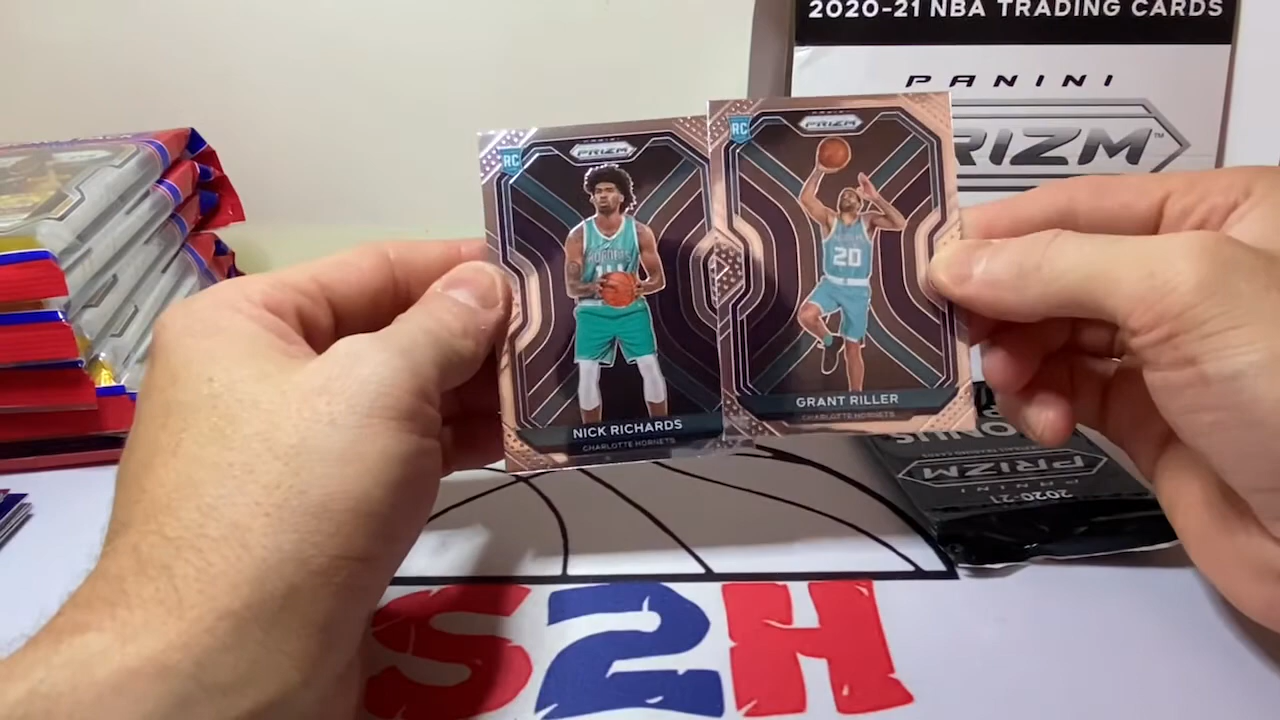 2020-21 NBA TRADING CARDS
PANINI
PRIZM
RC
PRIZM
NICK RICHARDS
CHARLOTTE HORNETS
RC
PRIZM
20
GRANT RILLER
CHARLOTTE HORNETS
PRIZM
PANINI
2020-21
S2H